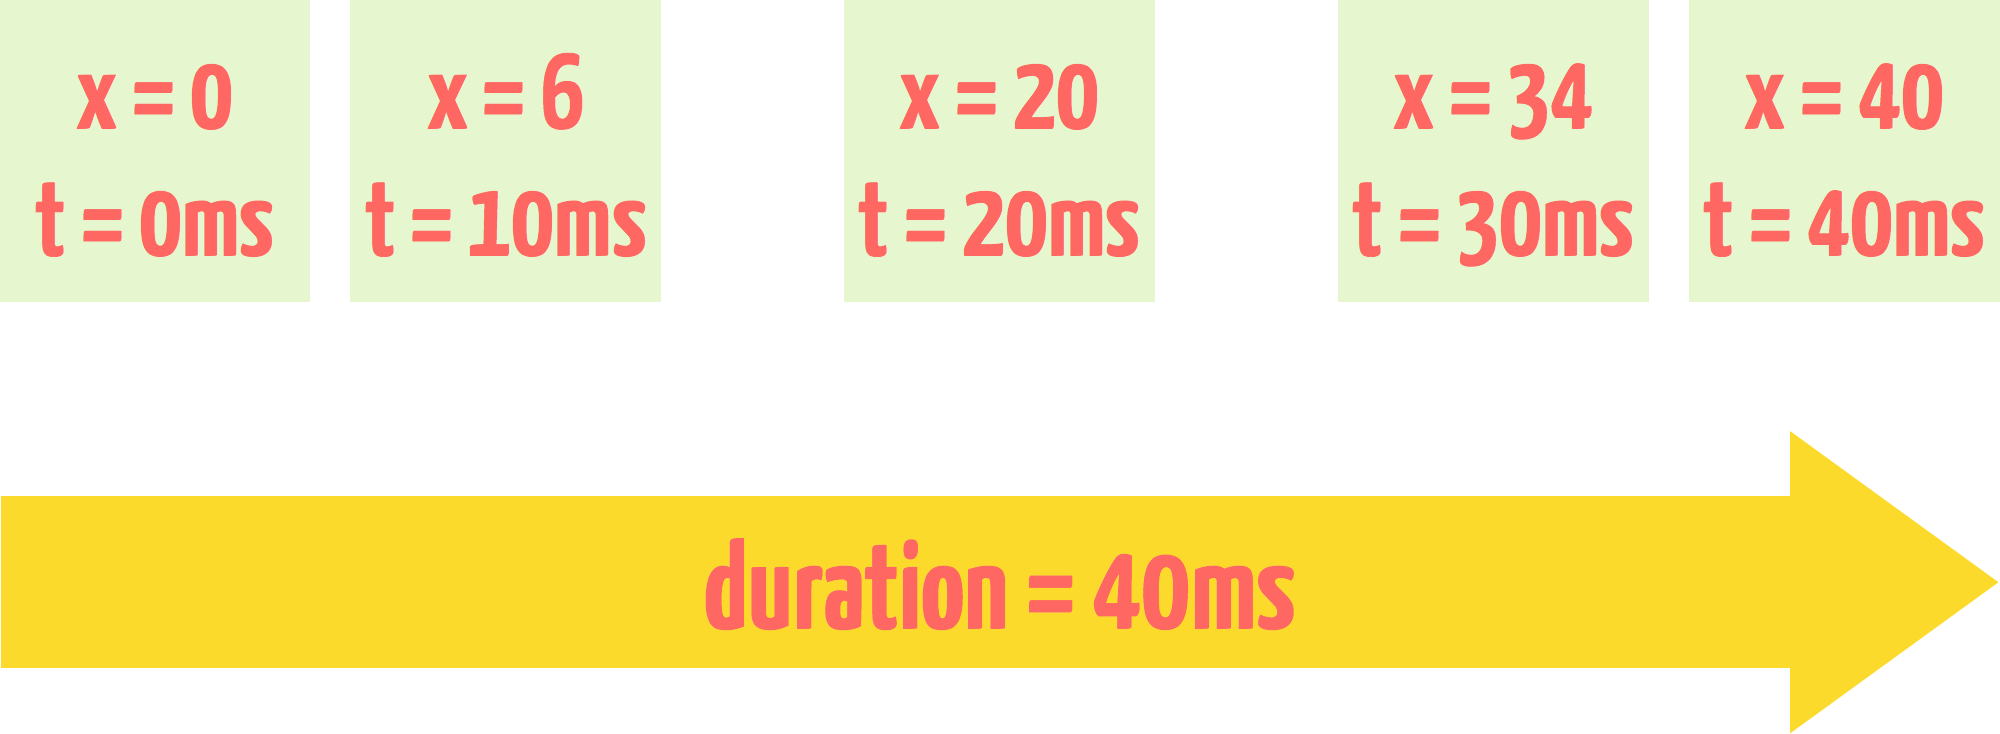 x = 0
t = 0ms
x = 6
t = 10ms
x = 20
t = 20ms
x = 34
t = 30ms
x = 40
t = 40ms
duration = 40ms